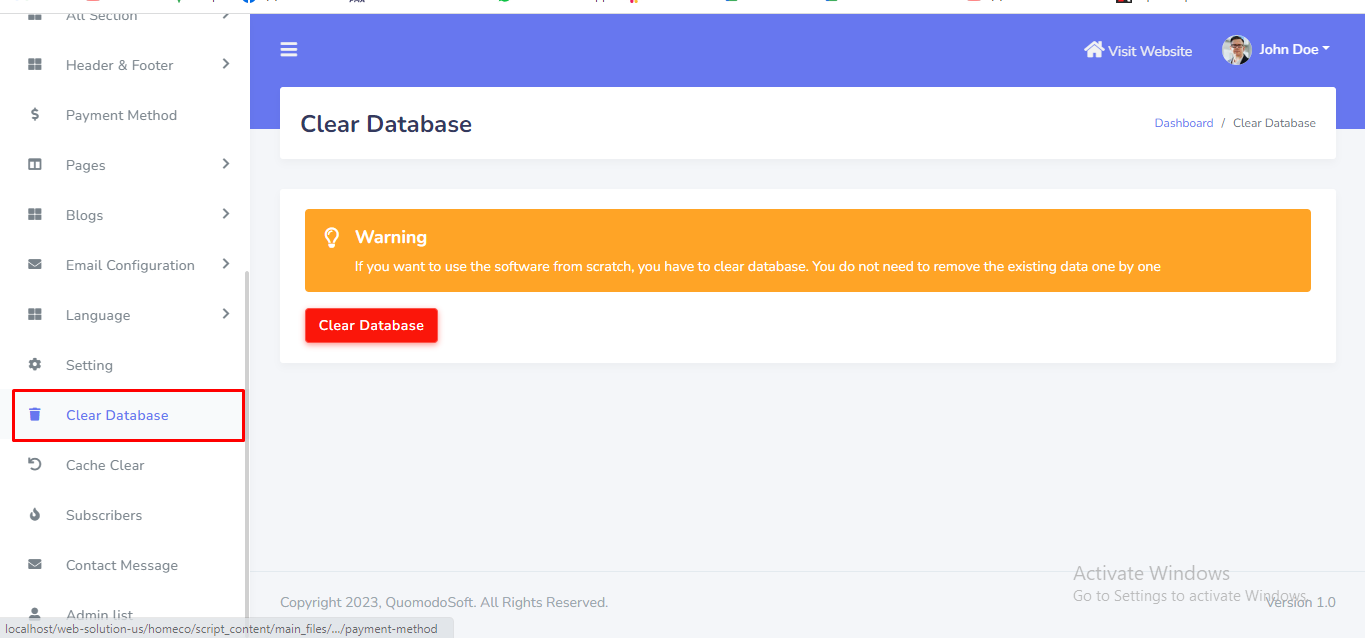 All Section
Header & Footer
Payment Method
Pages
Blogs
Email Configuration
Language
Setting
Clear Database
Cache Clear
Subscribers
Contact Message
Admin list
localhost/web-solution-us/homeco/script_content/main_files/.../payment-method
Visit Website
John Doe
Clear Database
Dashboard / Clear Database
Warning
If you want to use the software from scratch, you have to clear database. You do not need to remove the existing data one by one
Clear Database
Activate Windows
Go to Settings to activate Windows.
Copyright 2023, QuomodoSoft. All Rights Reserved.
Version 1.0